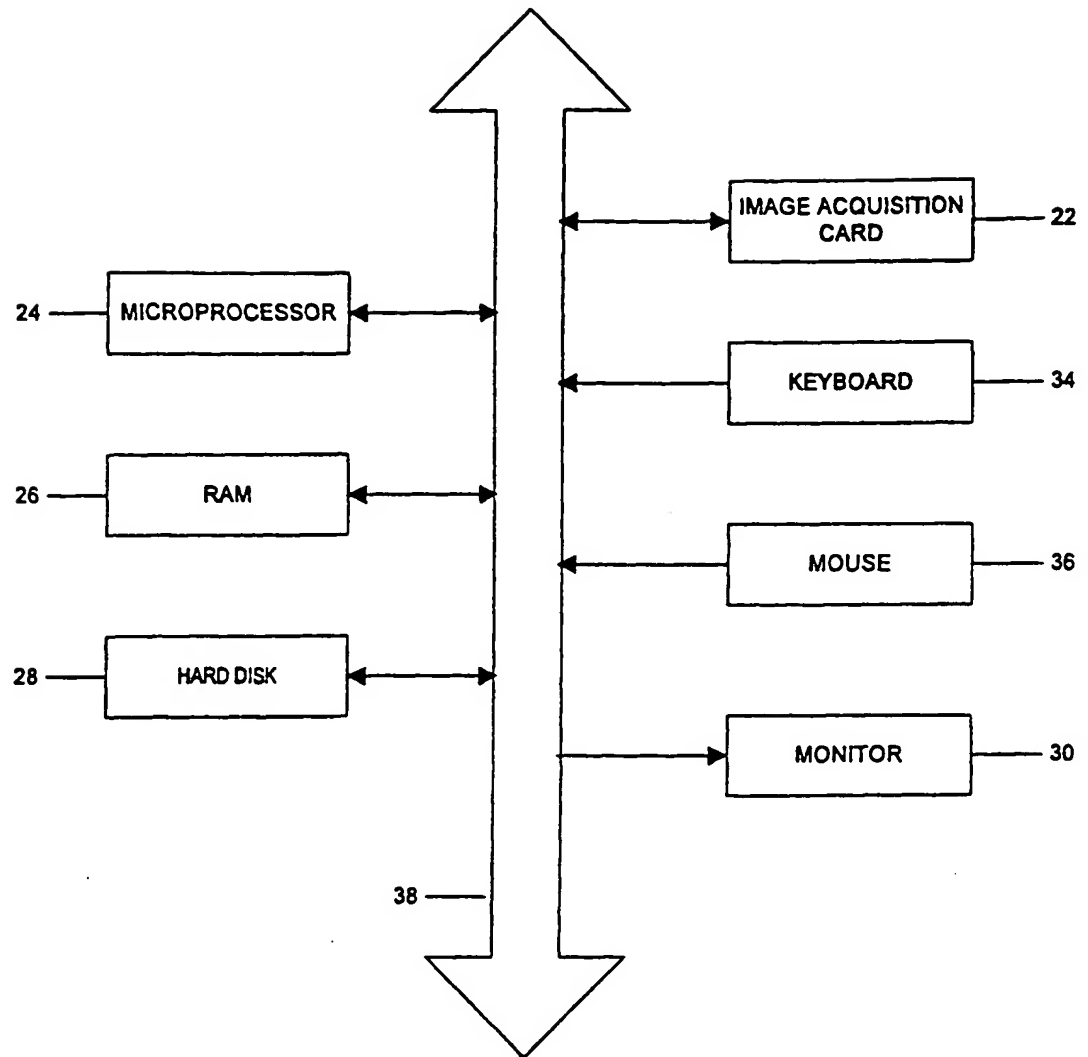 IMAGE ACQUISITION
CARD
22
24
MICROPROCESSOR
KEYBOARD
34
26
RAM
MOUSE
36
28
HARD DISK
MONITOR
30
38